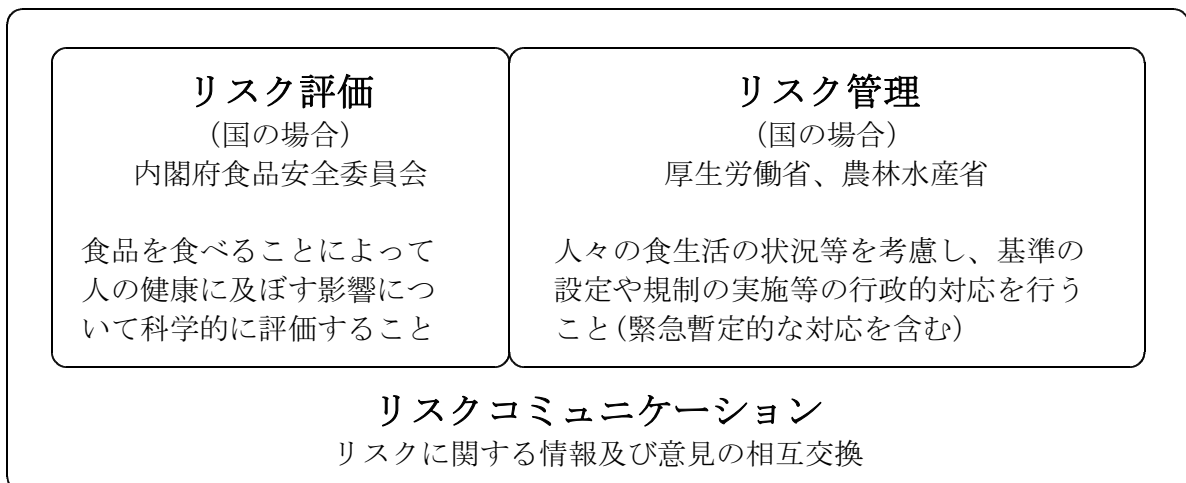 リスク評価
(国の場合)
内閣府食品安全委員会
食品を食べることによって
人の健康に及ぼす影響につ
いて科学的に評価すること
リスク管理
(国の場合)
厚生労働省、農林水産省
人々の食生活の状況等を考慮し、基準の
設定や規制の実施等の行政的対応を行う
こと(緊急暫定的な対応を含む)
リスクコミュニケーション
リスクに関する情報及び意見の相互交換